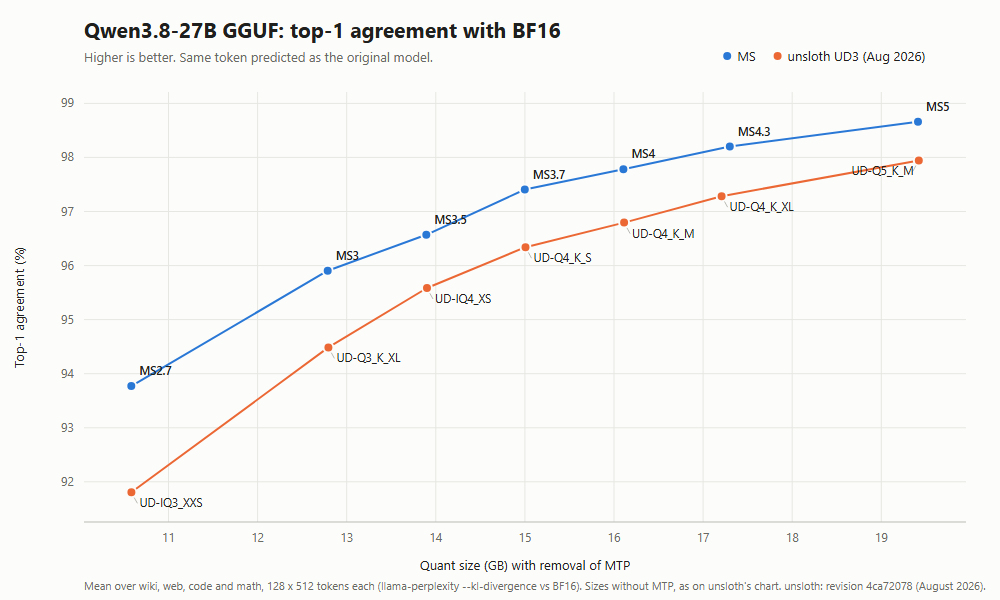 Qwen3.8-27B GGUF: top-1 agreement with BF16
Higher is better. Same token predicted as the original model.
MS
unsloth UD3 (Aug 2026)
99
98
97
96
95
94
93
92
Top-1 agreement (%)
MS5
MS4.3
MS4
MS3.7
MS3.5
MS3
MS2.7
UD-Q5_K_M
UD-Q4_K_XL
UD-Q4_K_M
UD-Q4_K_S
UD-IQ4_XS
UD-Q3_K_XL
UD-IQ3_XXS
11
12
13
14
15
16
17
18
19
Quant size (GB) with removal of MTP
Mean over wiki, web, code and math, 128 x 512 tokens each (llama-perplexity --kl-divergence vs BF16). Sizes without MTP, as on unsloth's chart. unsloth: revision 4ca72078 (August 2026).